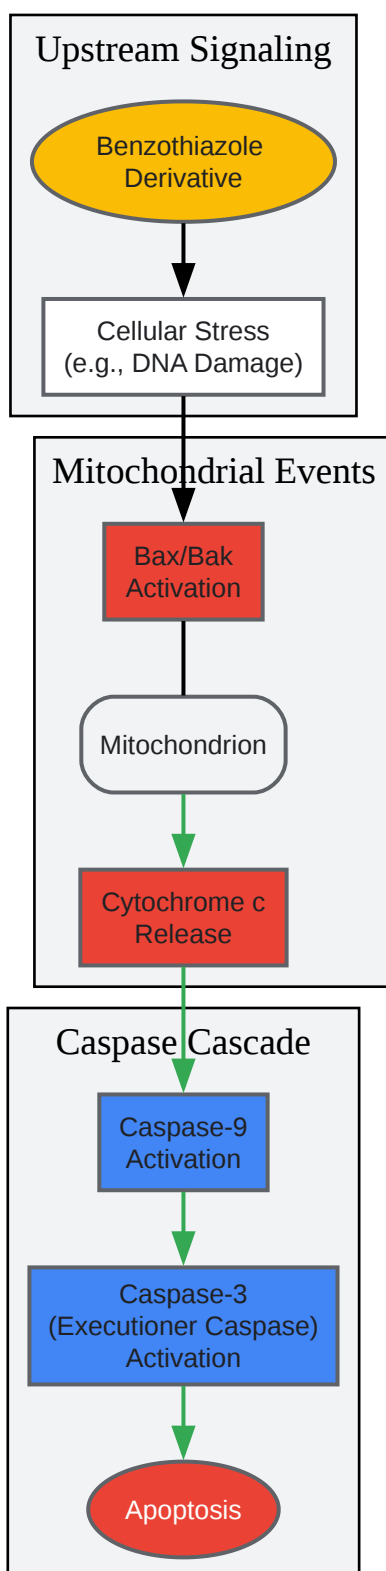 Upstream Signaling
Benzothiazole
Derivative
Cellular Stress
(e.g., DNA Damage)
Mitochondrial Events
Bax/Bak
Activation
Mitochondrion
Cytochrome c
Release
Caspase Cascade
Caspase-9
Activation
Caspase-3
(Executioner Caspase)
Activation
Apoptosis